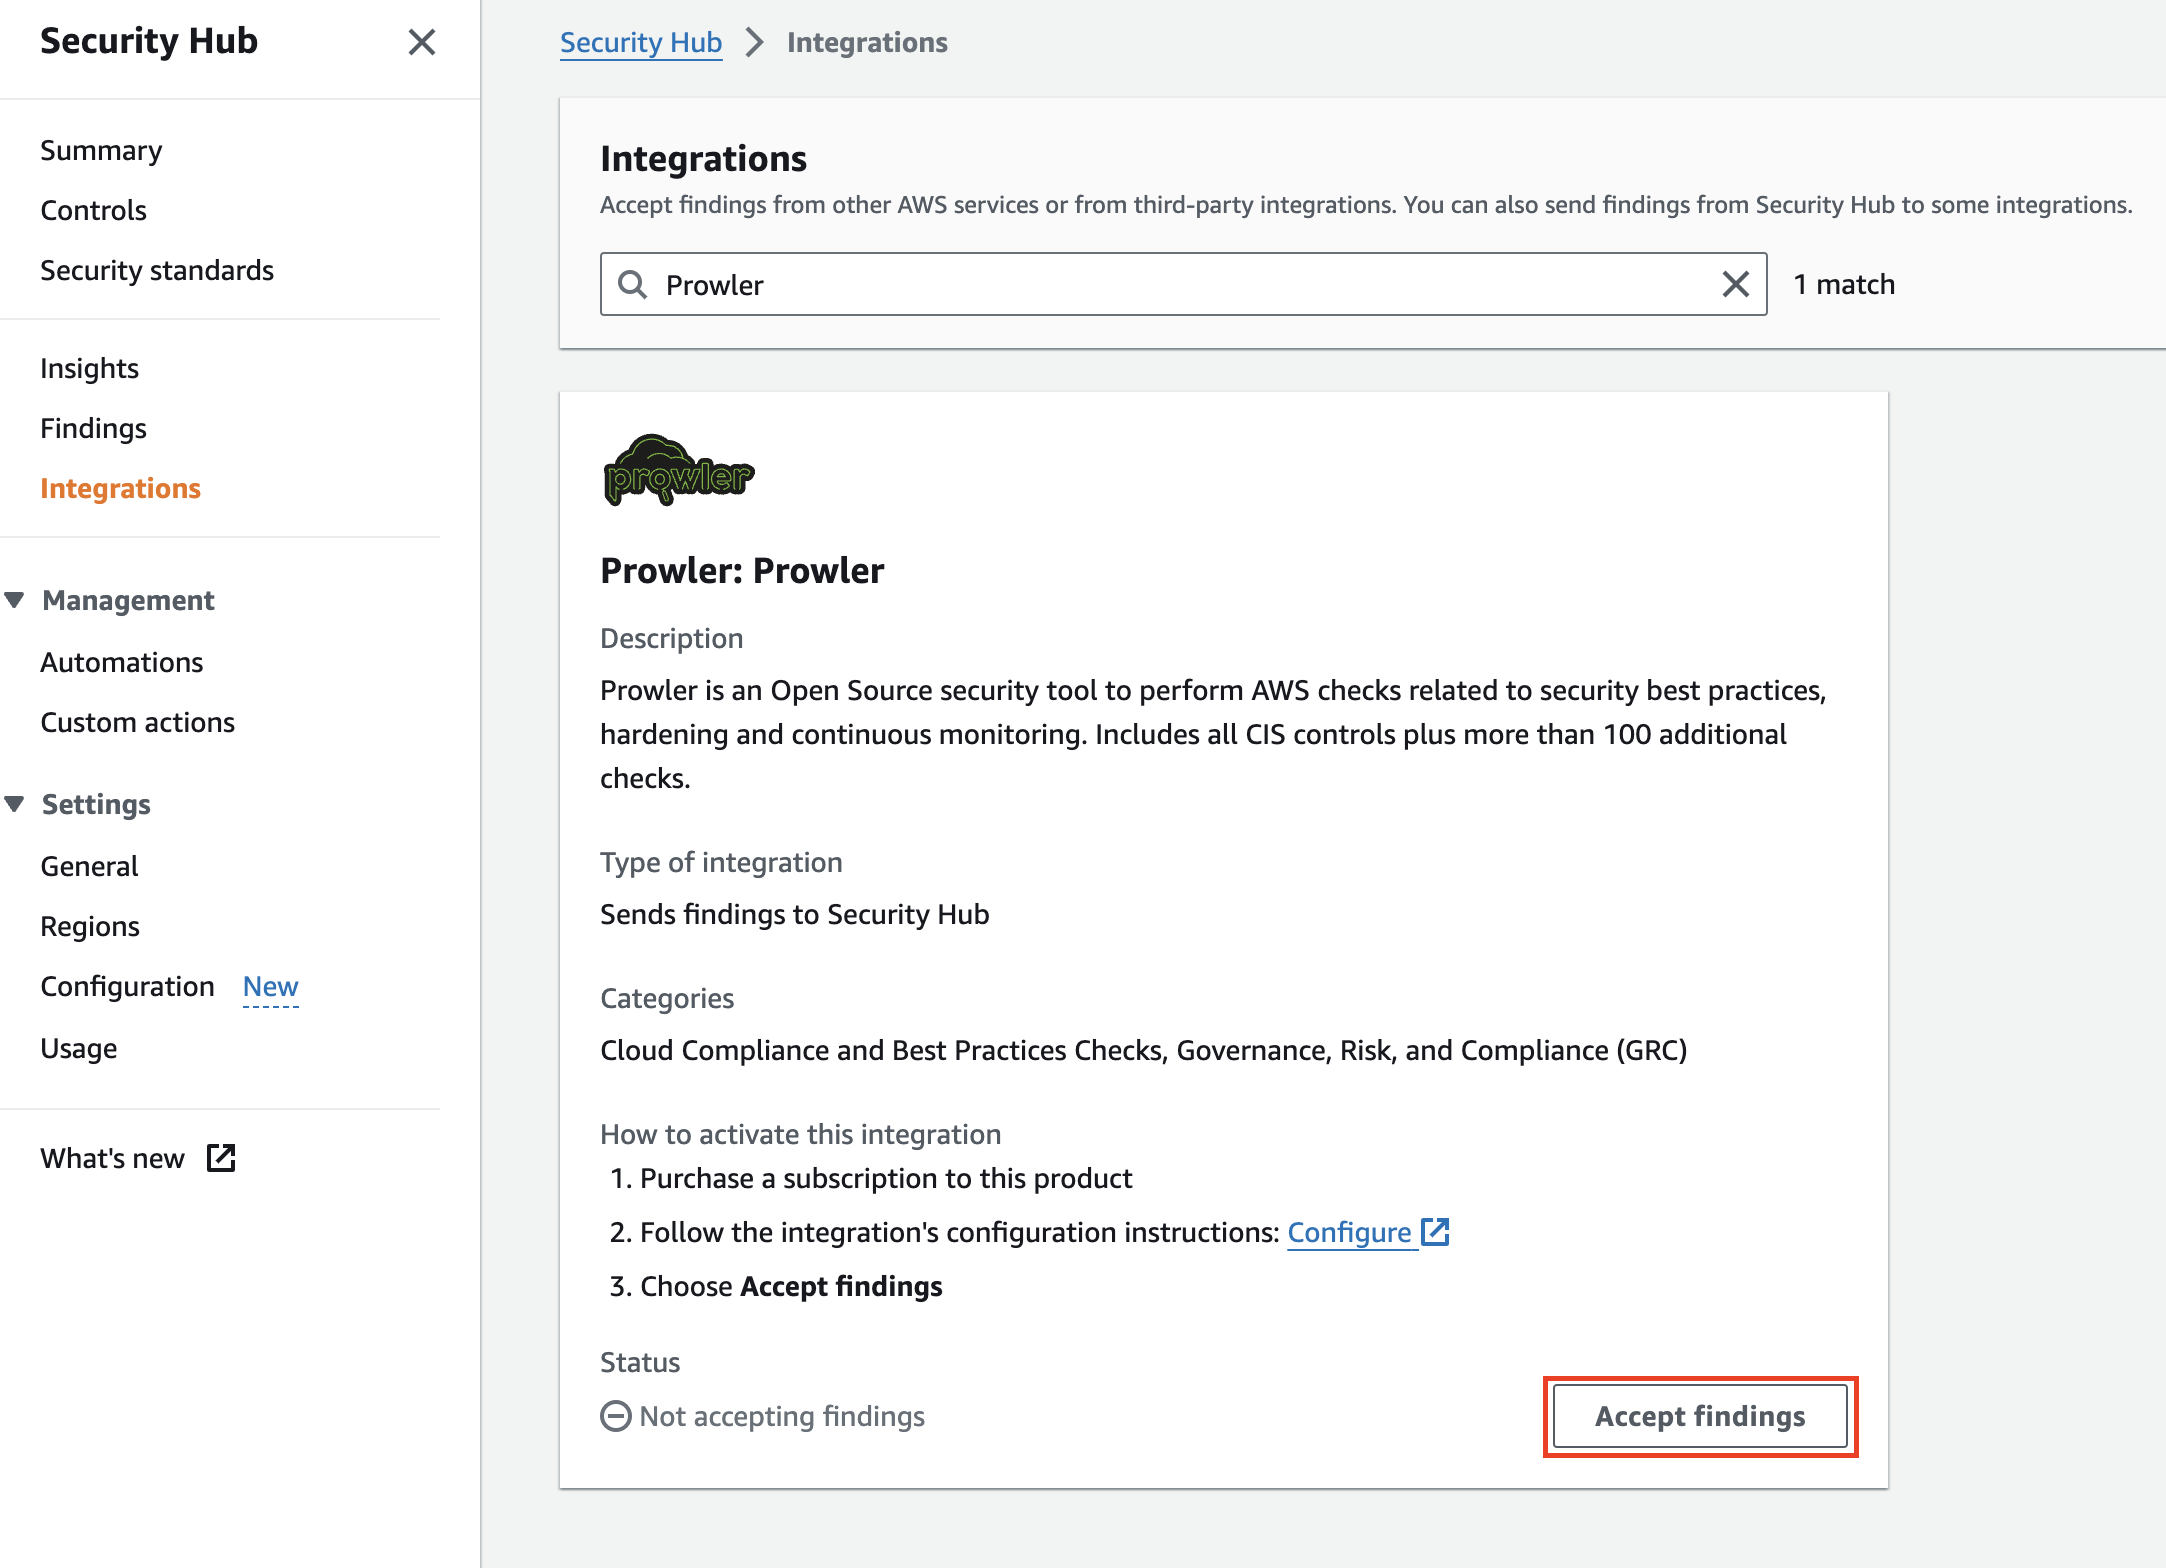 Security Hub
Summary
Controls
Security standards
Insights
Findings
Integrations
Management
Automations
Custom actions
Settings
General
Regions
Configuration New
Usage
What's new
Security Hub Integrations
Integrations
Accept findings from other AWS services or from third-party integrations. You can also send findings from Security Hub to some integrations.
Prowler
1 match
prowler
Prowler: Prowler
Description
Prowler is an Open Source security tool to perform AWS checks related to security best practices,
hardening and continuous monitoring. Includes all CIS controls plus more than 100 additional
checks.
Type of integration
Sends findings to Security Hub
Categories
Cloud Compliance and Best Practices Checks, Governance, Risk, and Compliance (GRC)
How to activate this integration
1. Purchase a subscription to this product
2. Follow the integration's configuration instructions: Configure
3. Choose Accept findings
Status
Not accepting findings
Accept findings